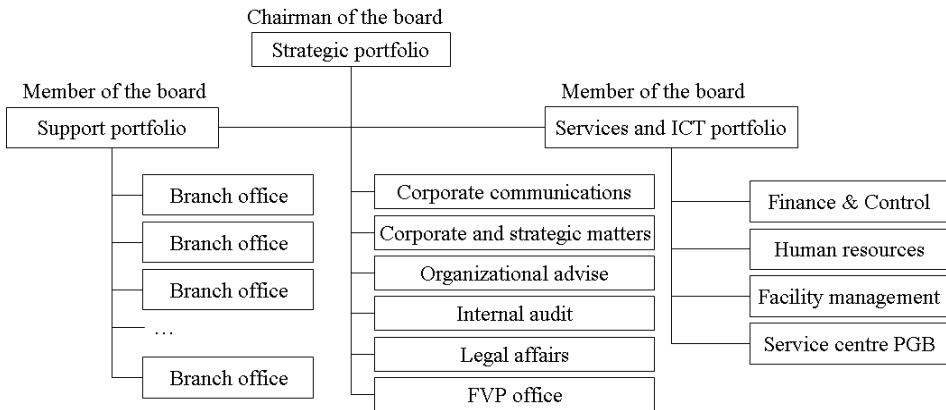 Chairman of the board
Strategic portfolio
Member of the board
Support portfolio
Member of the board
Services and ICT portfolio
Branch office
Branch office
Branch office
…
Branch office
Corporate communications
Corporate and strategic matters
Organizational advise
Internal audit
Legal affairs
FVP office
Finance & Control
Human resources
Facility management
Service centre PGB